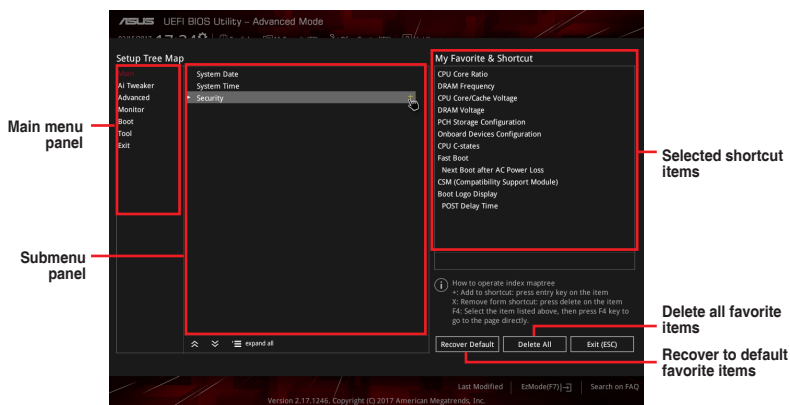 ASUS UEFI BIOS Utility – Advanced Mode
Setup Tree Map
Main
Ai Tweaker
Advanced
Monitor
Boot
Tool
Exit
System Date
System Time
Security +
expand all
My Favorite & Shortcut
CPU Core Ratio
DRAM Frequency
CPU Core/Cache Voltage
DRAM Voltage
PCH Storage Configuration
Onboard Devices Configuration
CPU C-states
Fast Boot
Next Boot after AC Power Loss
CSM (Compatibility Support Module)
Boot Logo Display
POST Delay Time
How to operate index maptree
+: Add to shortcut: press entry key on the item
X: Remove form shortcut: press delete on the item
F4: Select the item listed above, then press F4 key to
go to the page directly.
Recover Default Delete All Exit (ESC)
Last Modified EzMode(F7) Search on FAQ
Version 2.17.1246. Copyright (C) 2017 American Megatrends, Inc.
Main menu
panel
Submenu
panel
Selected shortcut
items
Delete all favorite
items
Recover to default
favorite items